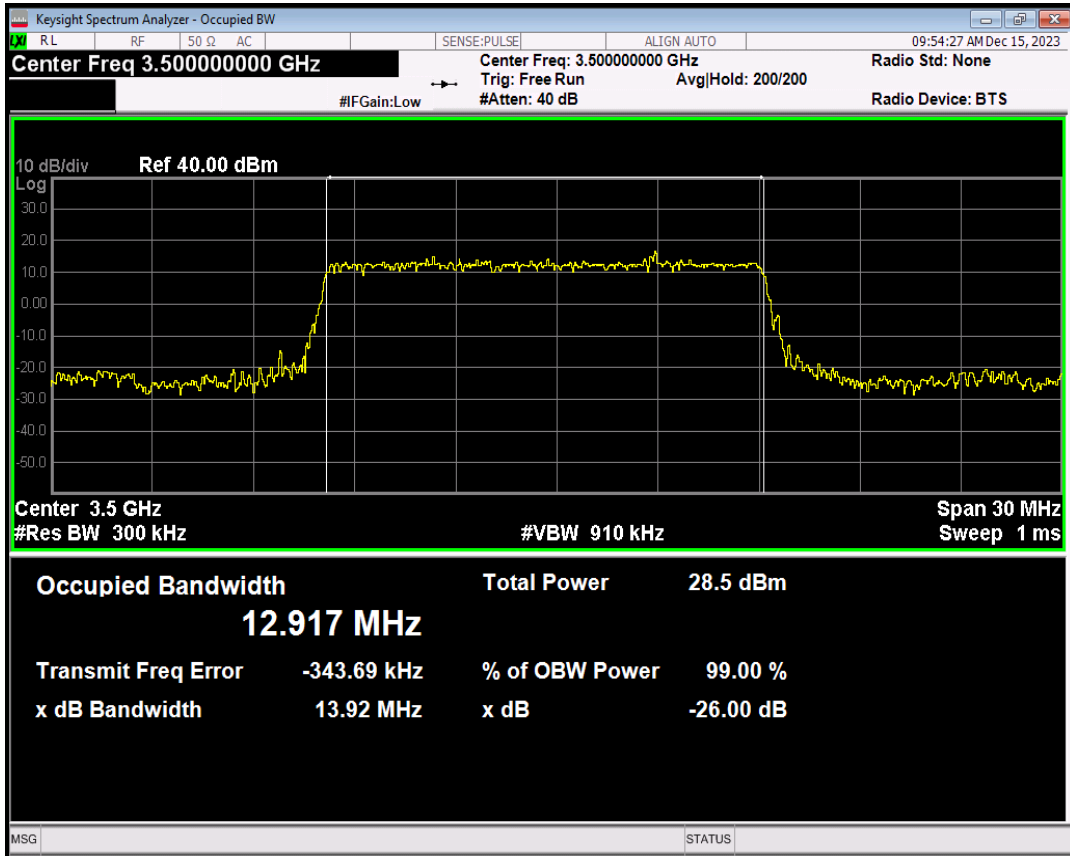 Keysight Spectrum Analyzer - Occupied BW
LXI RL RF 50 Ω AC SENSE:PULSE ALIGN AUTO 09:54:27 AM Dec 15, 2023
Center Freq 3.500000000 GHz Center Freq: 3.500000000 GHz Radio Std: None
Trig: Free Run Avg|Hold: 200/200
#IFGain:Low #Atten: 40 dB Radio Device: BTS
10 dB/div Ref 40.00 dBm
Log
30.0
20.0
10.0
0.00
-10.0
-20.0
-30.0
-40.0
-50.0
Center 3.5 GHz Span 30 MHz
#Res BW 300 kHz #VBW 910 kHz Sweep 1 ms
Occupied Bandwidth Total Power 28.5 dBm
12.917 MHz
Transmit Freq Error -343.69 kHz % of OBW Power 99.00 %
x dB Bandwidth 13.92 MHz x dB -26.00 dB
MSG STATUS